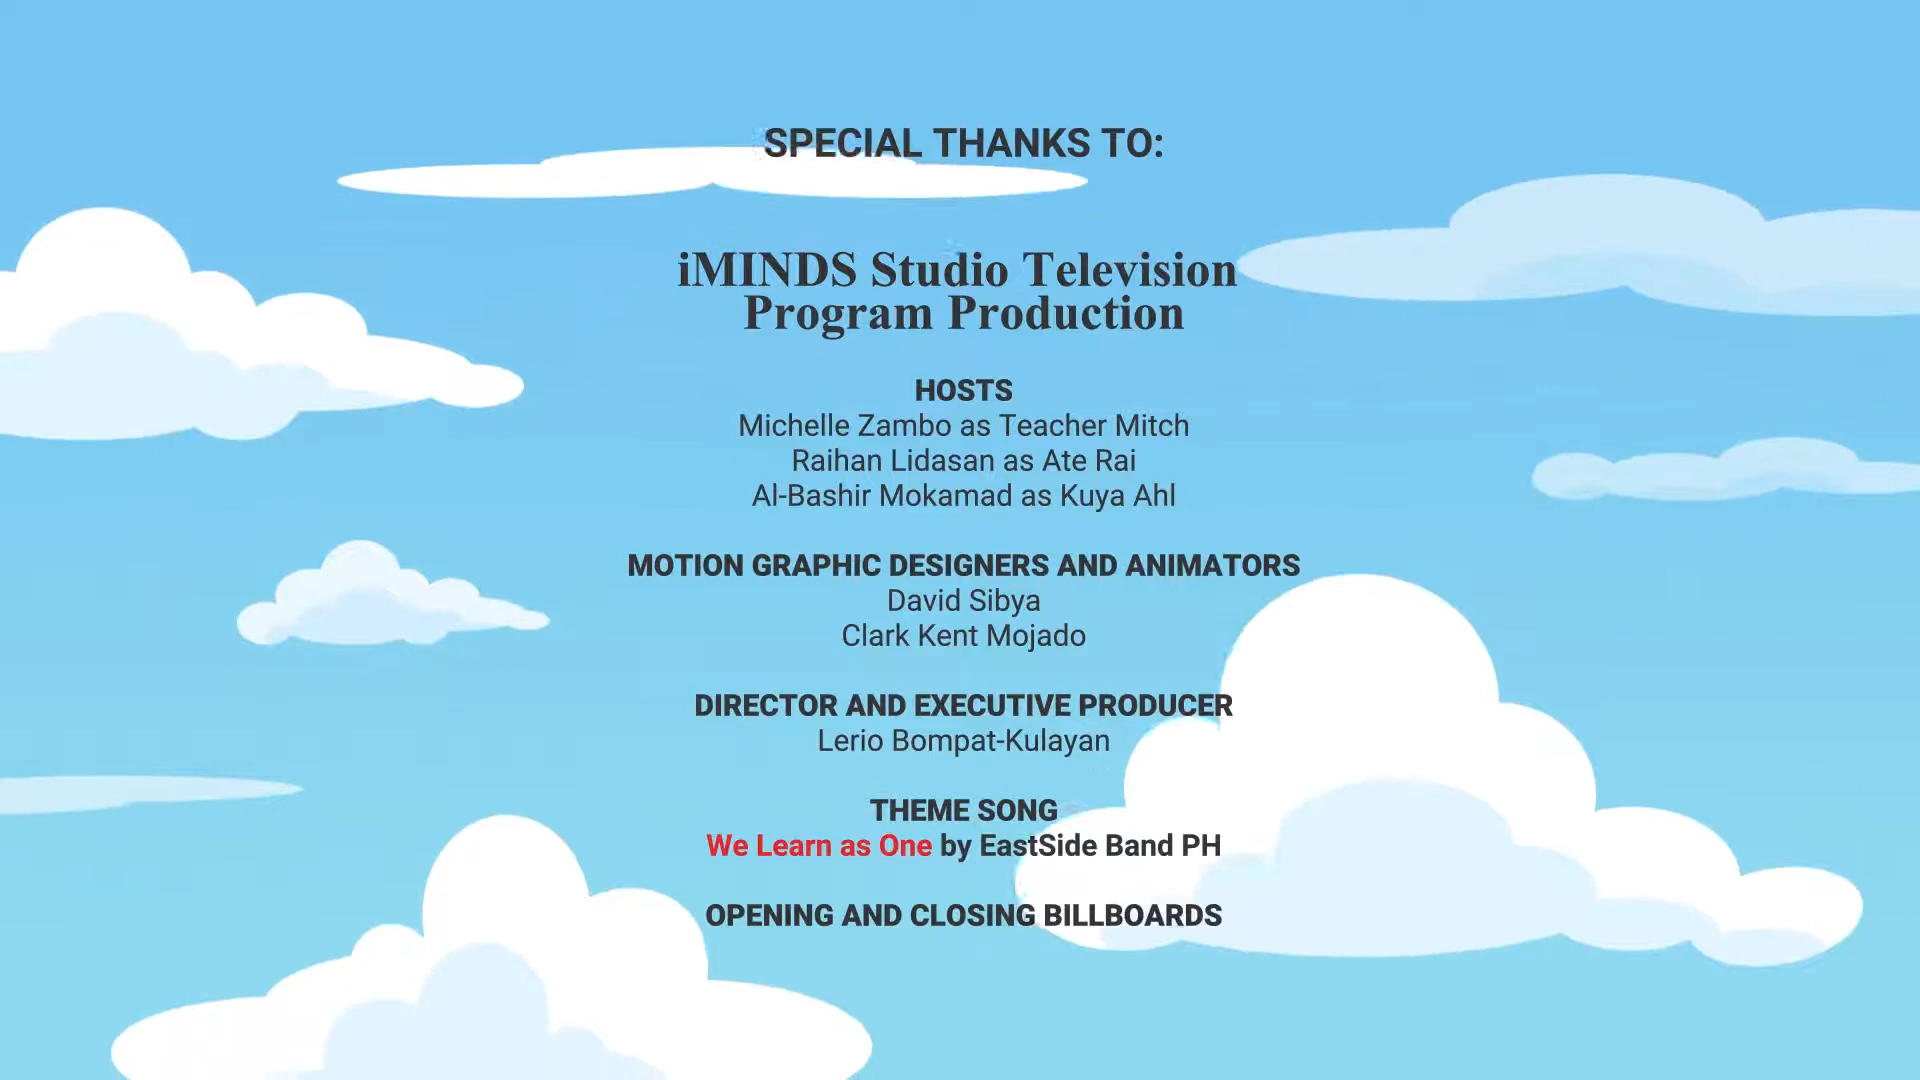 SPECIAL THANKS TO:
iMINDS Studio Television
Program Production
HOSTS
Michelle Zambo as Teacher Mitch
Raihan Lidasan as Ate Rai
Al-Bashir Mokamad as Kuya Ahl
MOTION GRAPHIC DESIGNERS AND ANIMATORS
David Sibya
Clark Kent Mojado
DIRECTOR AND EXECUTIVE PRODUCER
Lerio Bompat-Kulayan
THEME SONG
We Learn as One by EastSide Band PH
OPENING AND CLOSING BILLBOARDS